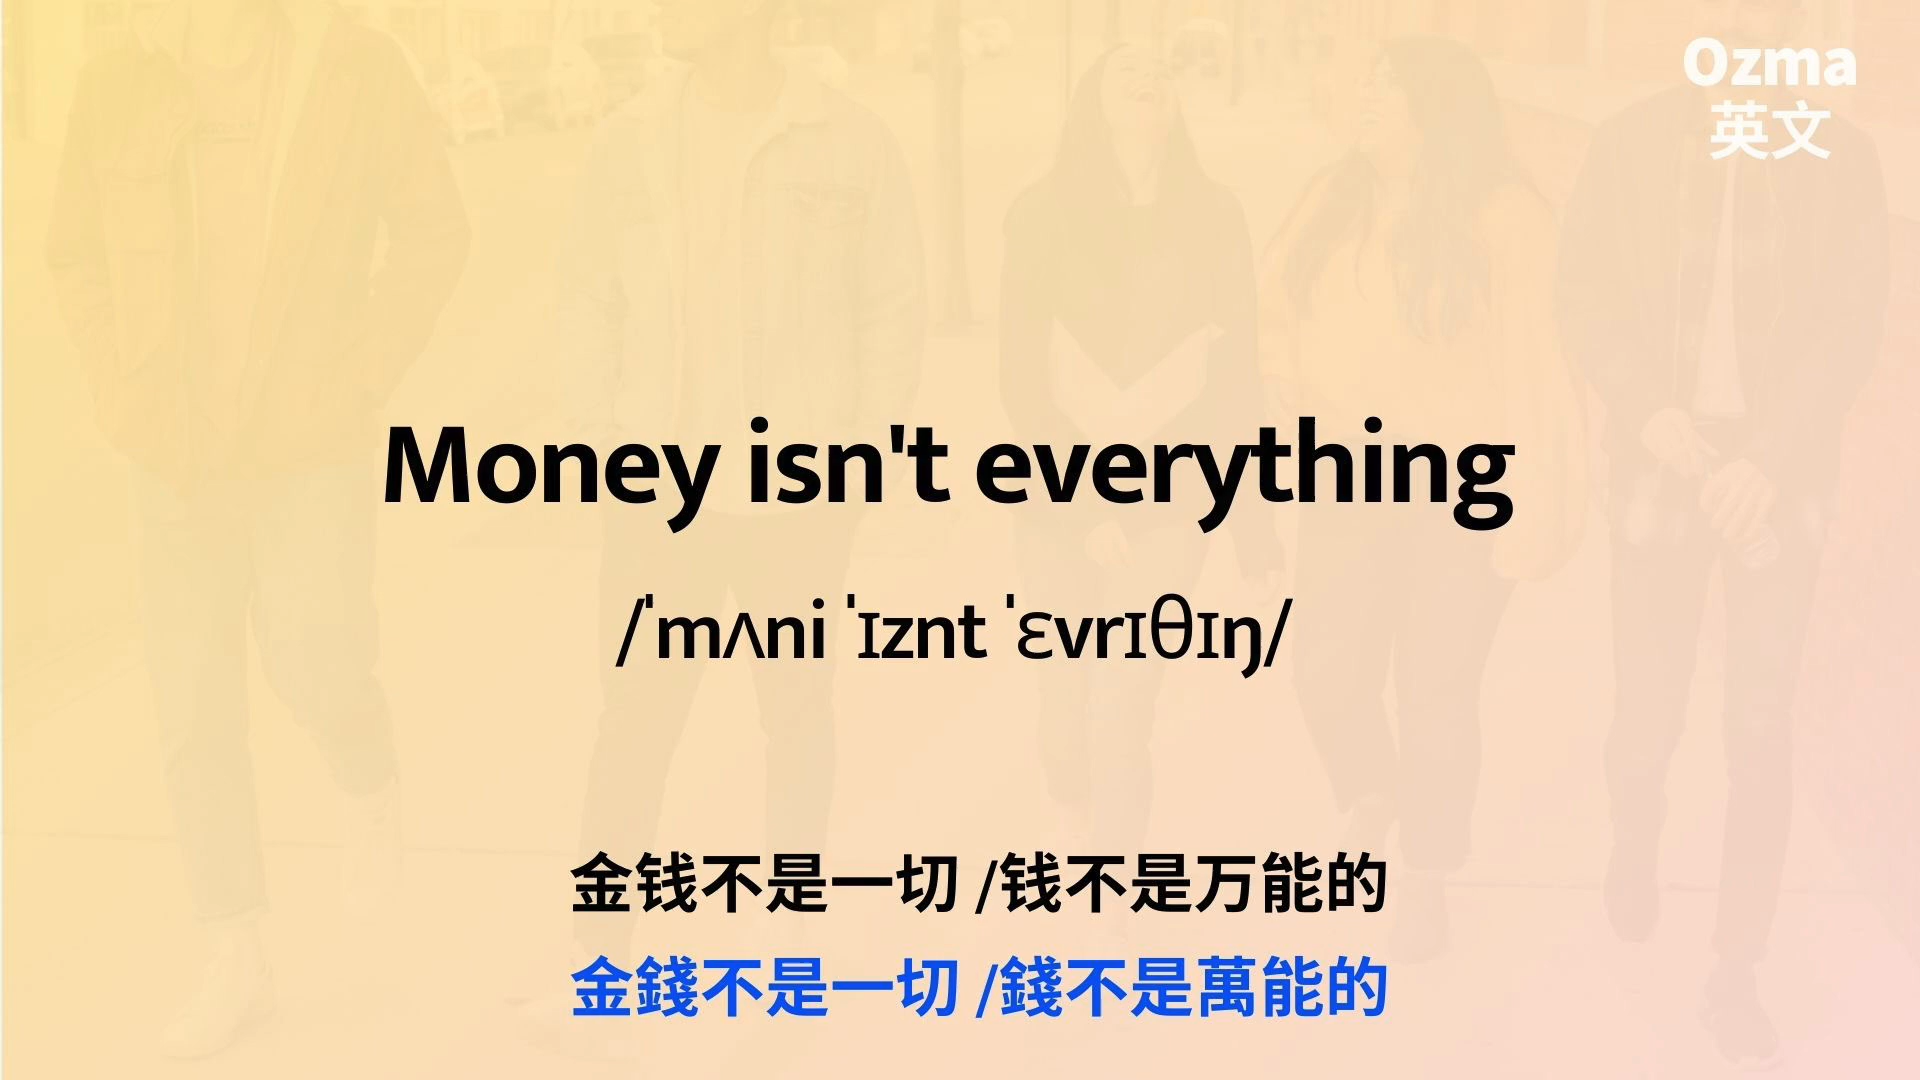 Ozma
英文
Money isn't everything
/ˈmʌni ˈɪznt ˈɛvrɪθɪŋ/
金钱不是一切 /钱不是万能的
金錢不是一切 /錢不是萬能的